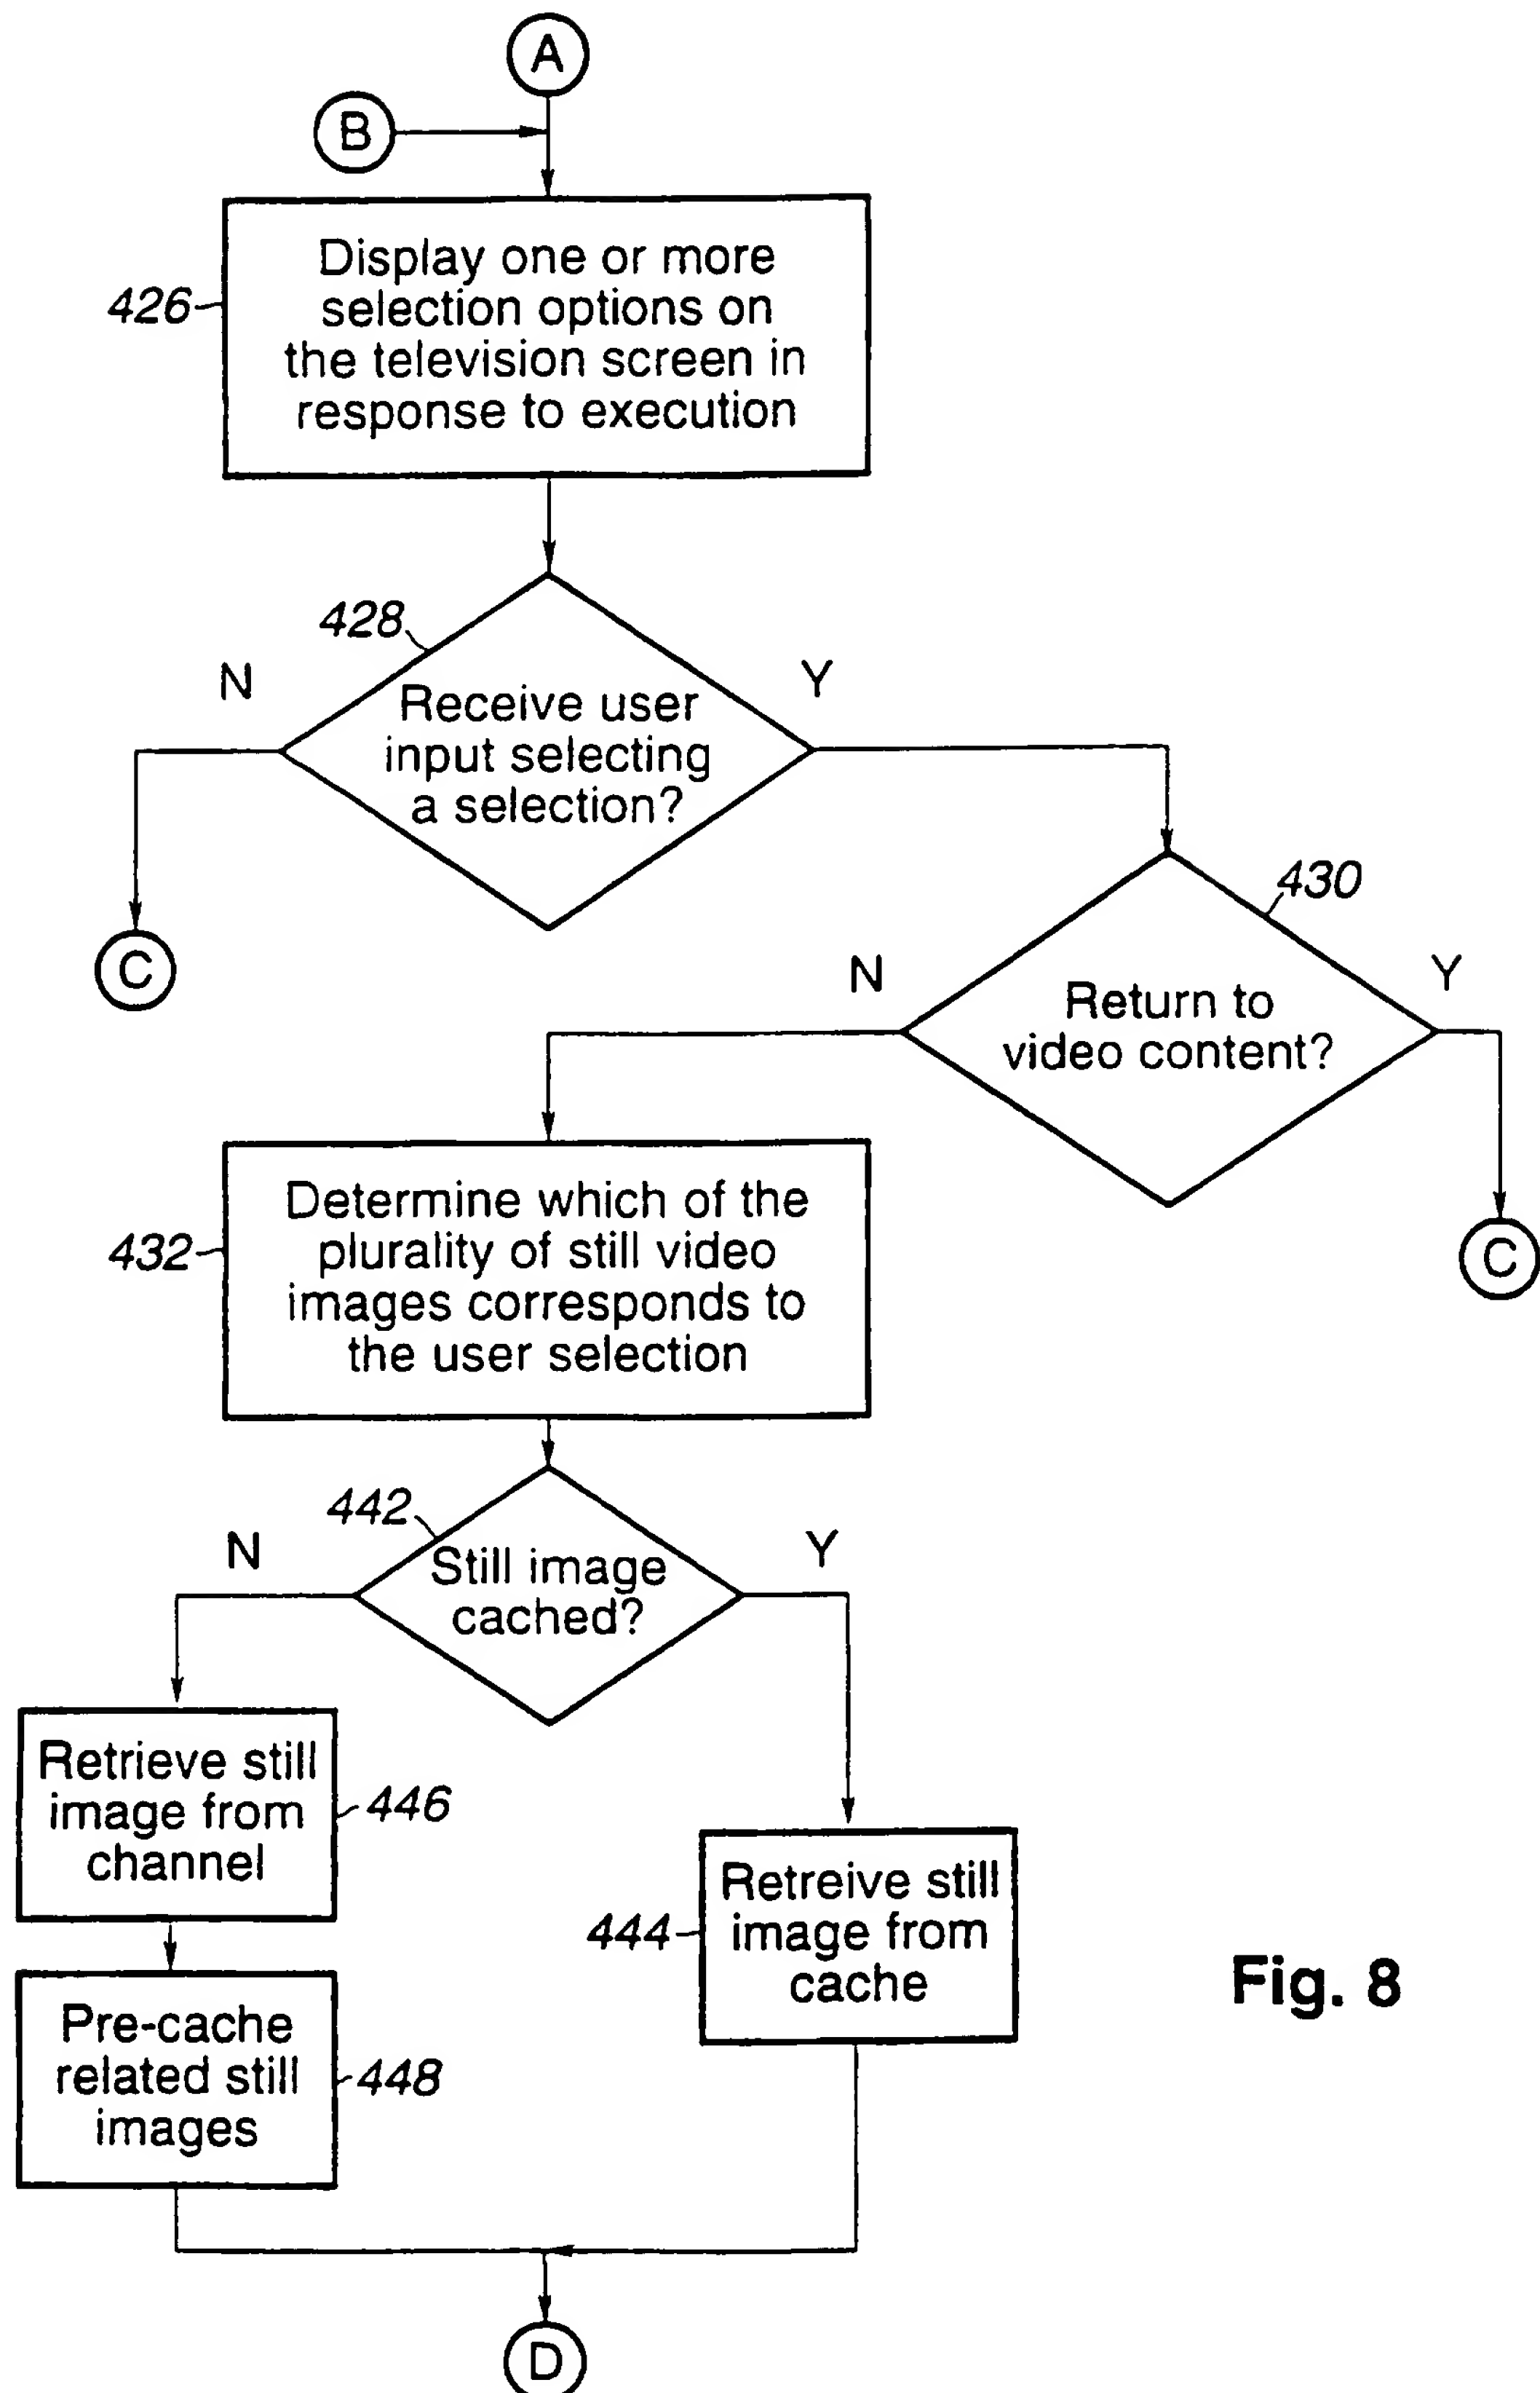 A
B
Display one or more
selection options on
the television screen in
response to execution
426
428
N
Y
Receive user
input selecting
a selection?
C
430
N
Y
Return to
video content?
C
432
Determine which of the
plurality of still video
images corresponds to
the user selection
442
N
Y
Still image
cached?
Retrieve still
image from
channel
446
Retreive still
image from
cache
444
Pre-cache
related still
images
448
Fig. 8
D